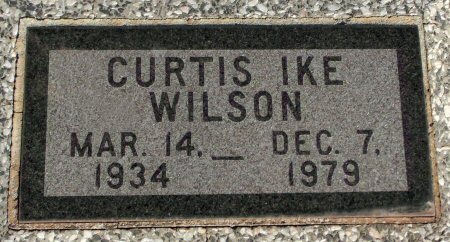 CURTIS IKE
WILSON
MAR. 14. — DEC. 7.
1934 1979